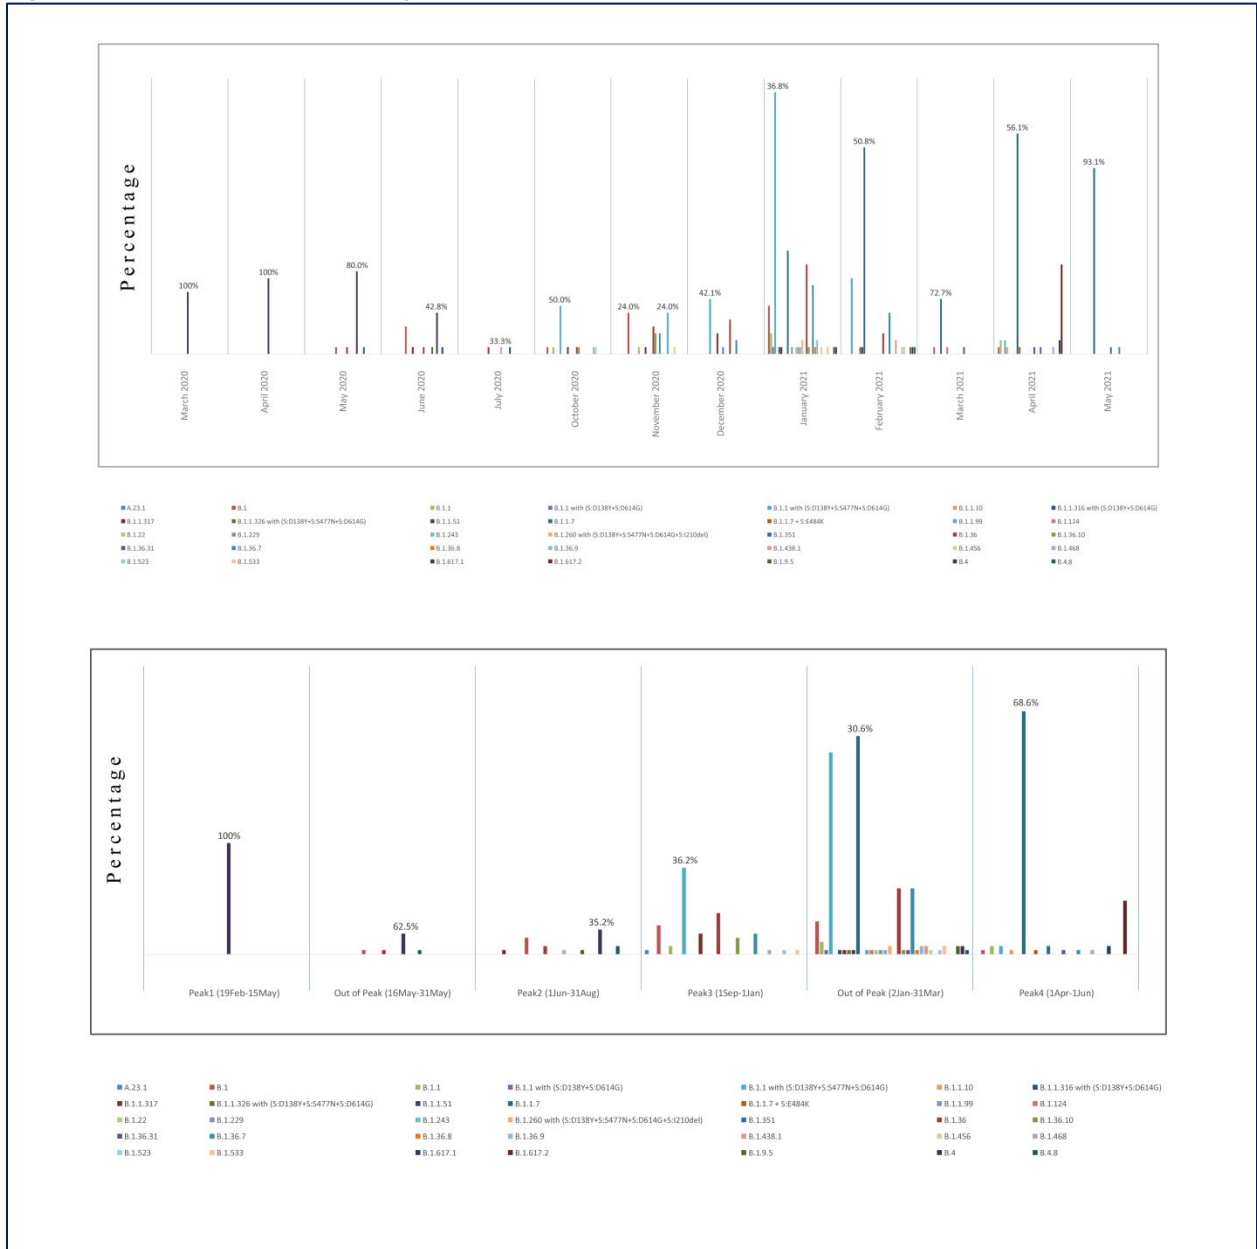 36.8%
56.1%
50.8%
93.1%
Percentage
100%
100%
80.0%
42.8%
33.3%
50.0%
24.0%
24.0%
42.1%
72.7%
March 2020
April 2020
May 2020
June 2020
July 2020
October 2020
November 2020
December 2020
January 2021
February 2021
March 2021
April 2021
May 2021
A.23.1 B.1 B.1.1 B.1.1 with (S:D138Y+S:D614G) B.1.1 with (S:D138Y+S:S477N+S:D614G) B.1.1.10 B.1.1.316 with (S:D138Y+S:D614G)
B.1.1.317 B.1.1.326 with (S:D138Y+S:S477N+S:D614G) B.1.1.51 B.1.1.7 B.1.1.7 + S:E484K B.1.1.99 B.1.124
B.1.22 B.1.229 B.1.243 B.1.260 with (S:D138Y+S:S477N+S:D614G+S:I210del) B.1.351 B.1.36 B.1.36.10
B.1.36.31 B.1.36.7 B.1.36.8 B.1.36.9 B.1.438.1 B.1.456 B.1.468
B.1.523 B.1.533 B.1.617.1 B.1.617.2 B.1.9.5 B.4 B.4.8
68.6%
30.6%
Percentage
100%
36.2%
62.5%
35.2%
Peak1 (19Feb-15May) Out of Peak (16May-31May) Peak2 (1Jun-31Aug) Peak3 (1Sep-1Jan) Out of Peak (2Jan-31Mar) Peak4 (1Apr-1Jun)
A.23.1 B.1 B.1.1 B.1.1 with (S:D138Y+S:D614G) B.1.1 with (S:D138Y+S:S477N+S:D614G) B.1.1.10 B.1.1.316 with (S:D138Y+S:D614G)
B.1.1.317 B.1.1.326 with (S:D138Y+S:S477N+S:D614G) B.1.1.51 B.1.1.7 B.1.1.7 + S:E484K B.1.1.99 B.1.124
B.1.22 B.1.229 B.1.243 B.1.260 with (S:D138Y+S:S477N+S:D614G+S:I210del) B.1.351 B.1.36 B.1.36.10
B.1.36.31 B.1.36.7 B.1.36.8 B.1.36.9 B.1.438.1 B.1.456 B.1.468
B.1.523 B.1.533 B.1.617.1 B.1.617.2 B.1.9.5 B.4 B.4.8